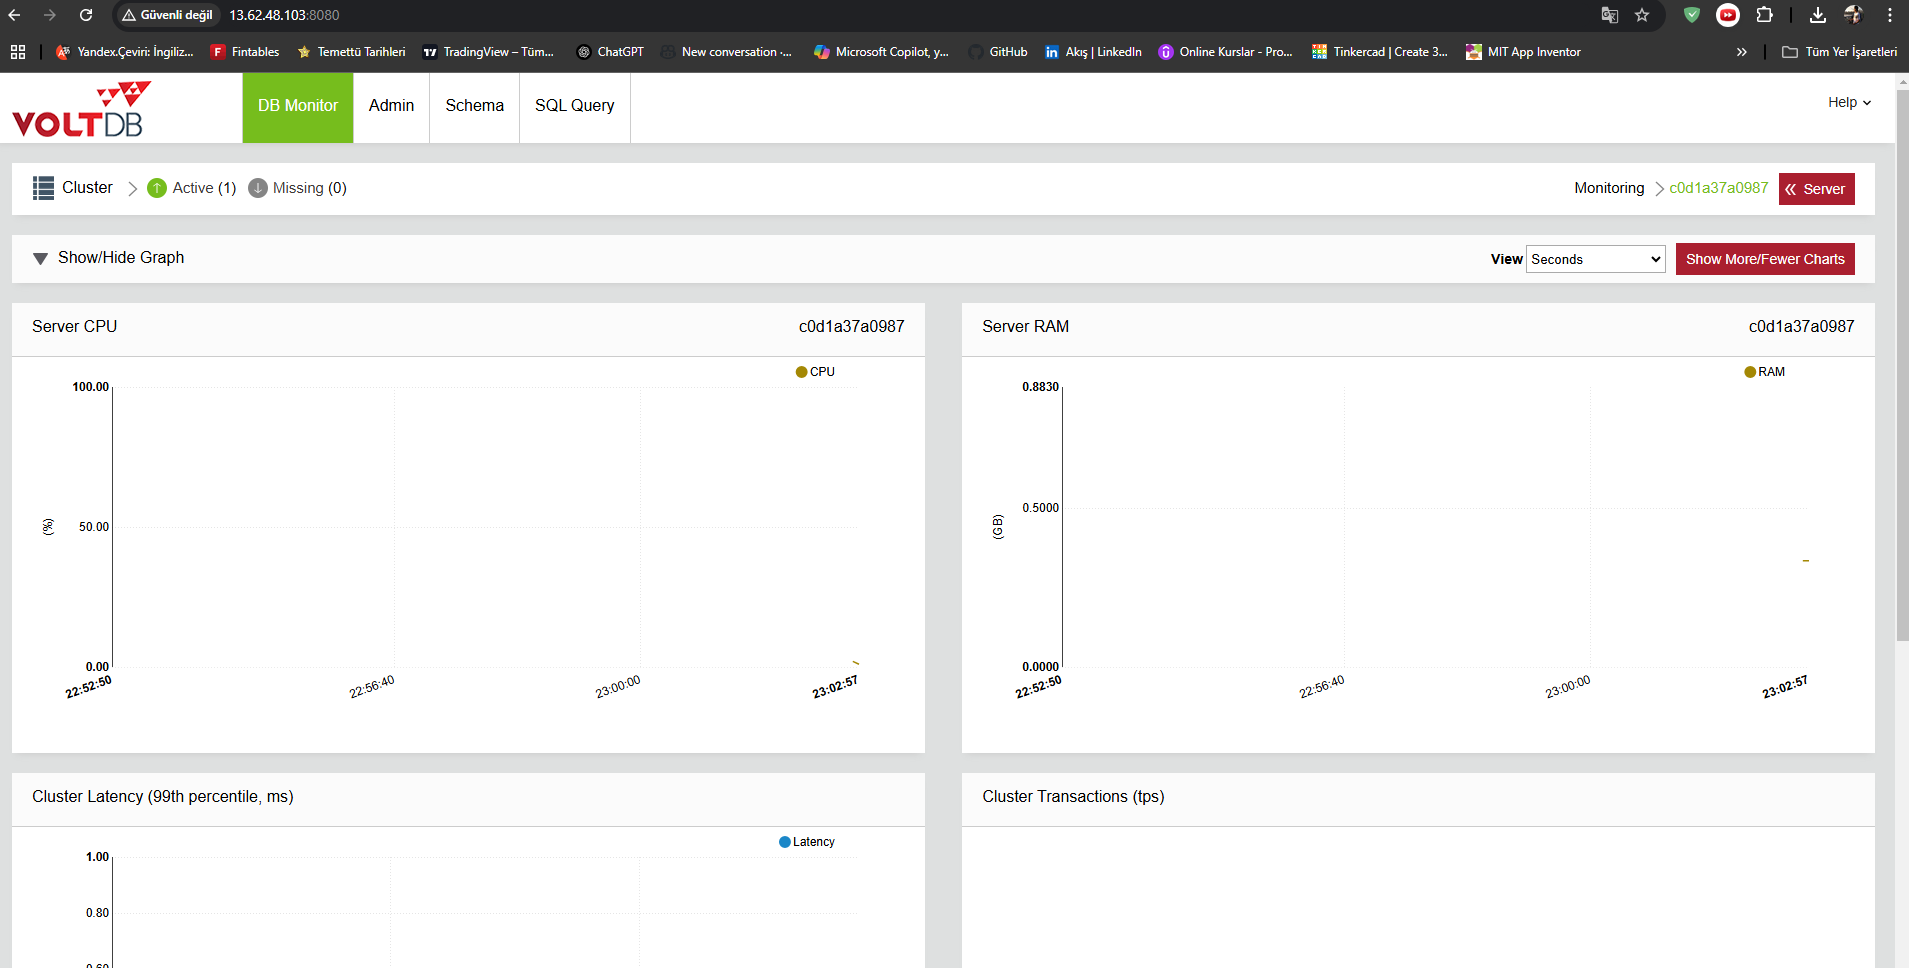 Güvenli değil 13.62.48.103:8080
Yandex.Çeviri: İngiliz... Fintables Temettü Tarihleri TradingView – Tüm... ChatGPT New conversation -... Microsoft Copilot, y... GitHub Akış | LinkedIn Online Kurslar - Pro... Tinkercad | Create 3... MIT App Inventor » Tüm Yer İşaretleri
VOLTDB DB Monitor Admin Schema SQL Query Help
Cluster Active (1) Missing (0) Monitoring c0d1a37a0987 « Server
Show/Hide Graph View Seconds Show More/Fewer Charts
Server CPU c0d1a37a0987
CPU
100.00
(%)
50.00
0.00
22:52:50 22:56:40 23:00:00 23:02:57
Server RAM c0d1a37a0987
RAM
0.8830
0.5000
(GB)
0.0000
22:52:50 22:56:40 23:00:00 23:02:57
Cluster Latency (99th percentile, ms)
Latency
1.00
0.80
0.60
Cluster Transactions (tps)